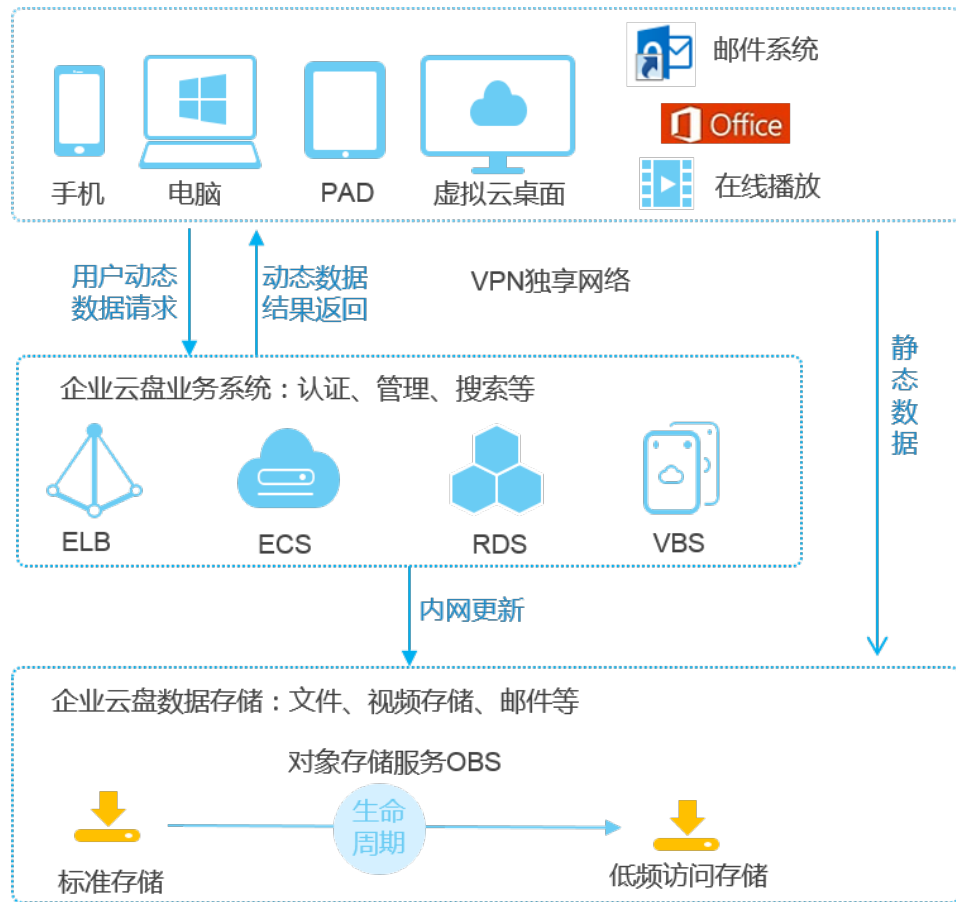 邮件系统
Office
在线播放
手机
电脑
PAD
虚拟云桌面
用户动态
数据请求
动态数据
结果返回
VPN独享网络
静态数据
企业云盘业务系统：认证、管理、搜索等
ELB
ECS
RDS
VBS
内网更新
企业云盘数据存储：文件、视频存储、邮件等
对象存储服务OBS
生命
周期
标准存储
低频访问存储